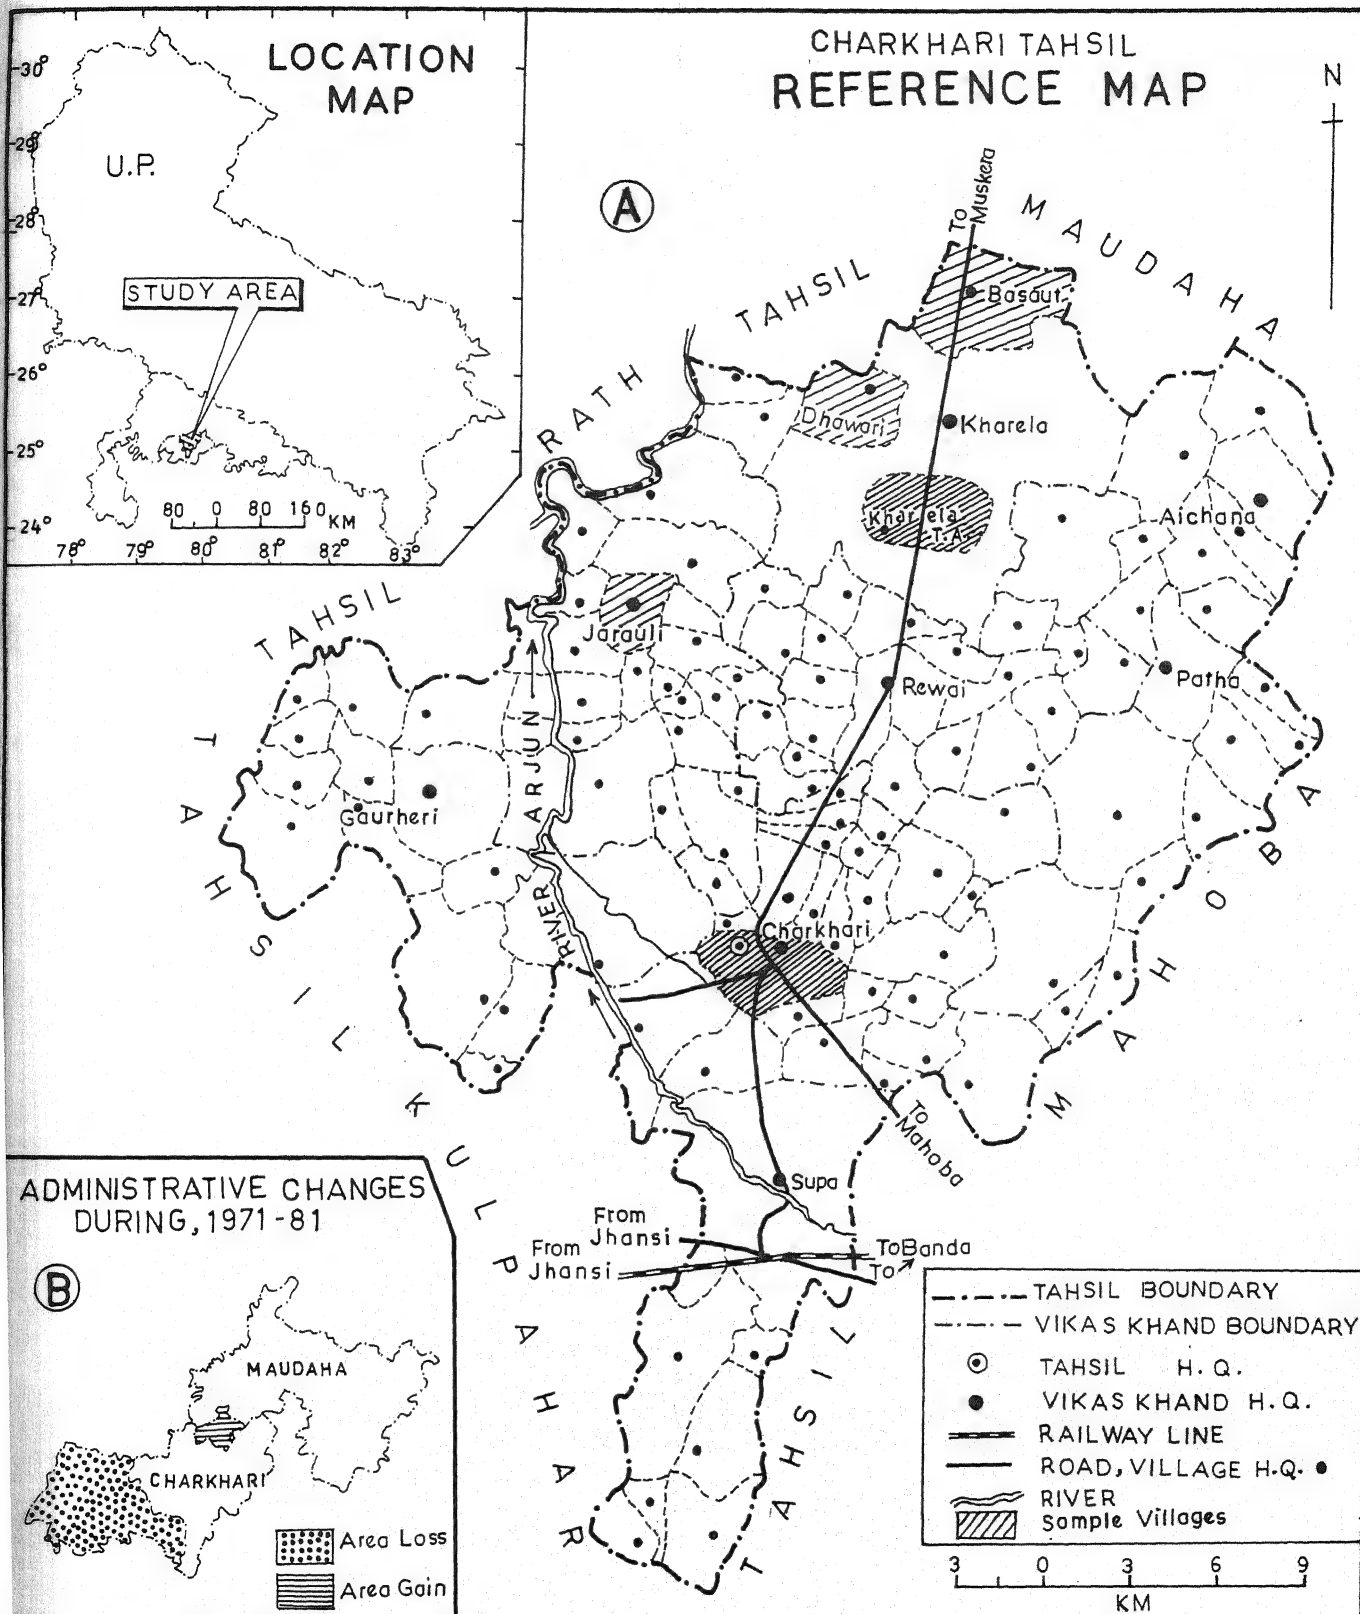 LOCATION
MAP
30°
29°
28°
27°
26°
25°
24°
78°
79°
80°
81°
82°
83°
U.P.
STUDY AREA
80 0 80 160 KM
CHARKHARI TAHSIL
REFERENCE MAP
N
A
To Muskera
MAUDAHA
RATH TAHSIL
Basaut
Dhawari
Kharela
Kharela
T.A.
Aichana
Jarauli
Rewai
Patha
TAHSIL
ARJUN
RIVER
Gaurheri
Charkhari
MAHOBA
TAHSIL KULPAHAR
To
Mahoba
Supa
From
Jhansi
From
Jhansi
To Banda
To
TAHSIL
TAHSIL BOUNDARY
VIKAS KHAND BOUNDARY
TAHSIL H.Q.
VIKAS KHAND H.Q.
RAILWAY LINE
ROAD, VILLAGE H.Q.
RIVER
Sample Villages
3 0 3 6 9
KM
ADMINISTRATIVE CHANGES
DURING, 1971-81
B
MAUDAHA
CHARKHARI
Area Loss
Area Gain